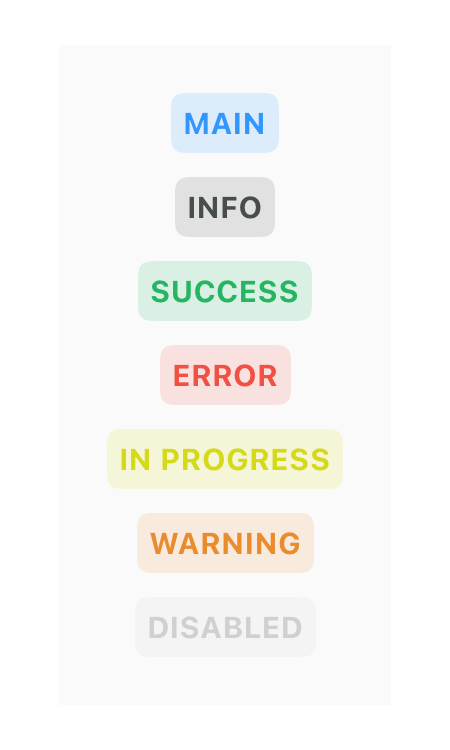 MAIN
INFO
SUCCESS
ERROR
IN PROGRESS
WARNING
DISABLED